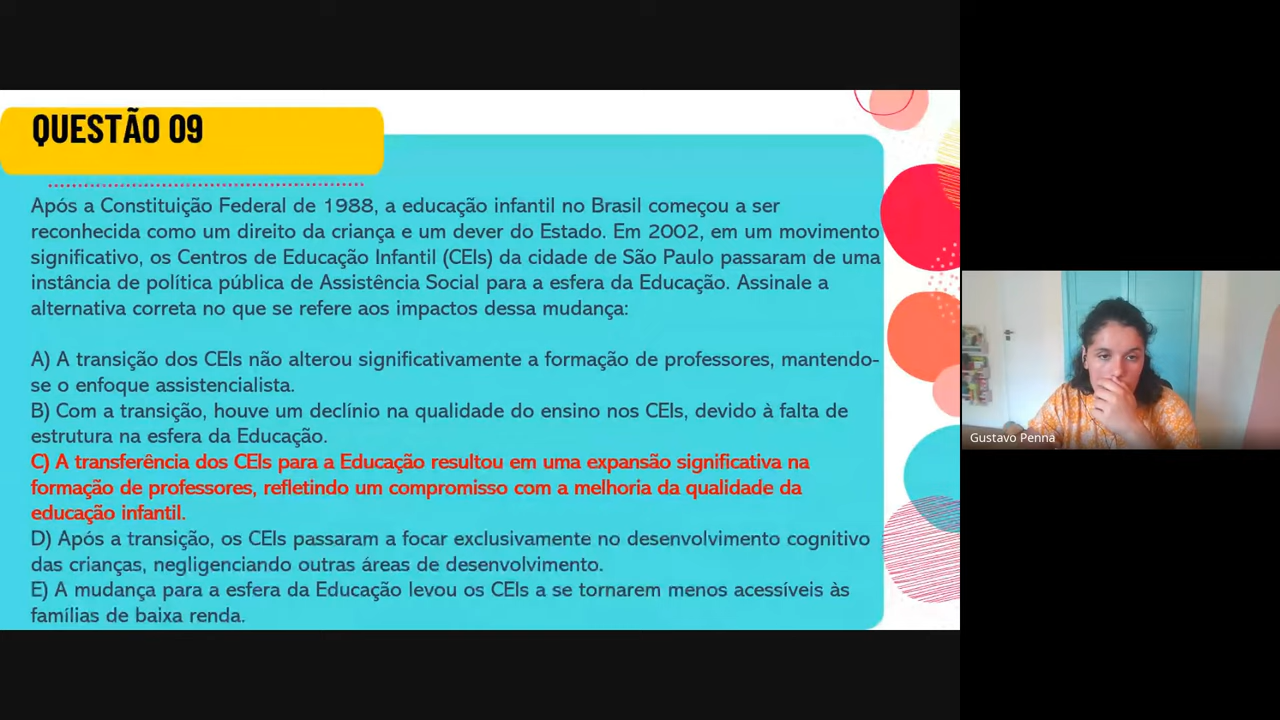 QUESTÃO 09
Após a Constituição Federal de 1988, a educação infantil no Brasil começou a ser
reconhecida como um direito da criança e um dever do Estado. Em 2002, em um movimento
significativo, os Centros de Educação Infantil (CEIs) da cidade de São Paulo passaram de uma
instância de política pública de Assistência Social para a esfera da Educação. Assinale a
alternativa correta no que se refere aos impactos dessa mudança:
A) A transição dos CEIs não alterou significativamente a formação de professores, mantendo-
se o enfoque assistencialista.
B) Com a transição, houve um declínio na qualidade do ensino nos CEIs, devido à falta de
estrutura na esfera da Educação.
C) A transferência dos CEIs para a Educação resultou em uma expansão significativa na
formação de professores, refletindo um compromisso com a melhoria da qualidade da
educação infantil.
D) Após a transição, os CEIs passaram a focar exclusivamente no desenvolvimento cognitivo
das crianças, negligenciando outras áreas de desenvolvimento.
E) A mudança para a esfera da Educação levou os CEIs a se tornarem menos acessíveis às
famílias de baixa renda.
Gustavo Penna